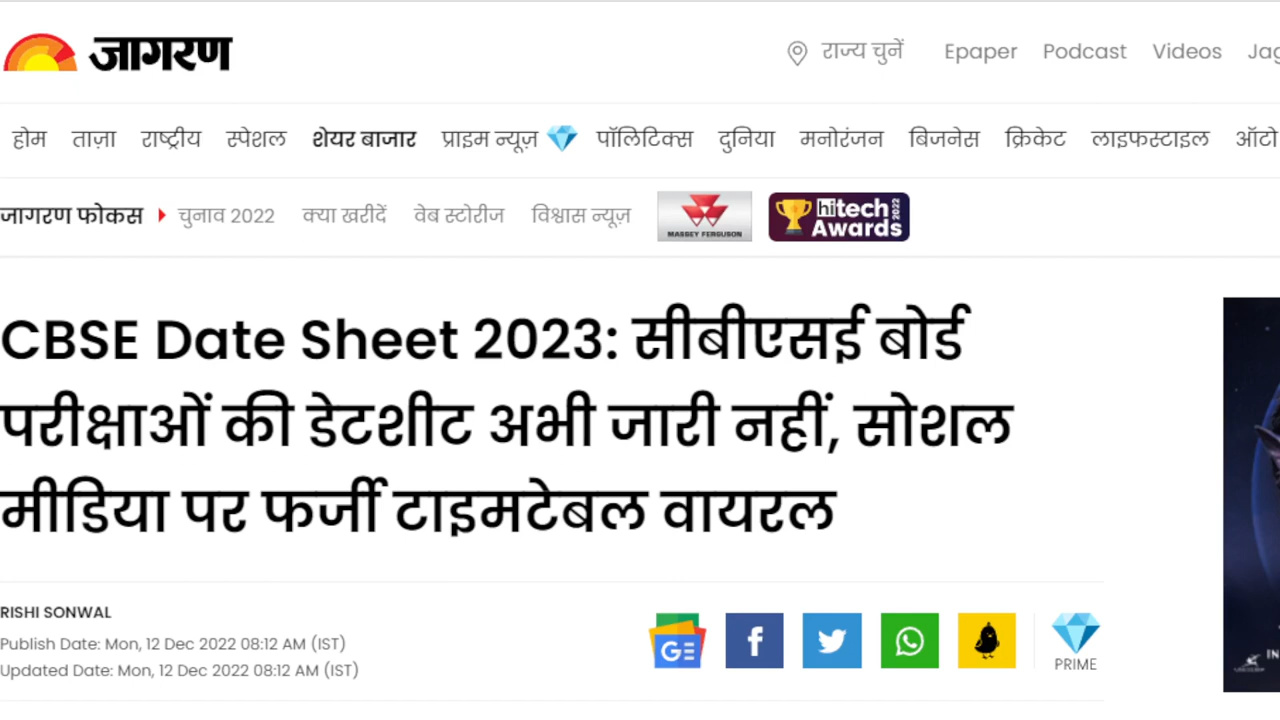 जागरण
राज्य चुनें Epaper Podcast Videos
होम ताज़ा राष्ट्रीय स्पेशल शेयर बाजार प्राइम न्यूज़ पॉलिटिक्स दुनिया मनोरंजन बिजनेस क्रिकेट लाइफस्टाइल ऑटो
जागरण फोकस चुनाव 2022 क्या खरीदें वेब स्टोरीज विश्वास न्यूज़ MASSEY FERGUSON hitech Awards 2022
CBSE Date Sheet 2023: सीबीएसई बोर्ड
परीक्षाओं की डेटशीट अभी जारी नहीं, सोशल
मीडिया पर फर्जी टाइमटेबल वायरल
RISHI SONWAL
Publish Date: Mon, 12 Dec 2022 08:12 AM (IST)
Updated Date: Mon, 12 Dec 2022 08:12 AM (IST)
PRIME